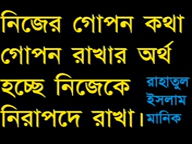 নিজের গোপন কথা
গোপন রাখার অর্থ
হচ্ছে নিজেকে
নিরাপদে রাখা।
রাহাতুল
ইসলাম
মানিক